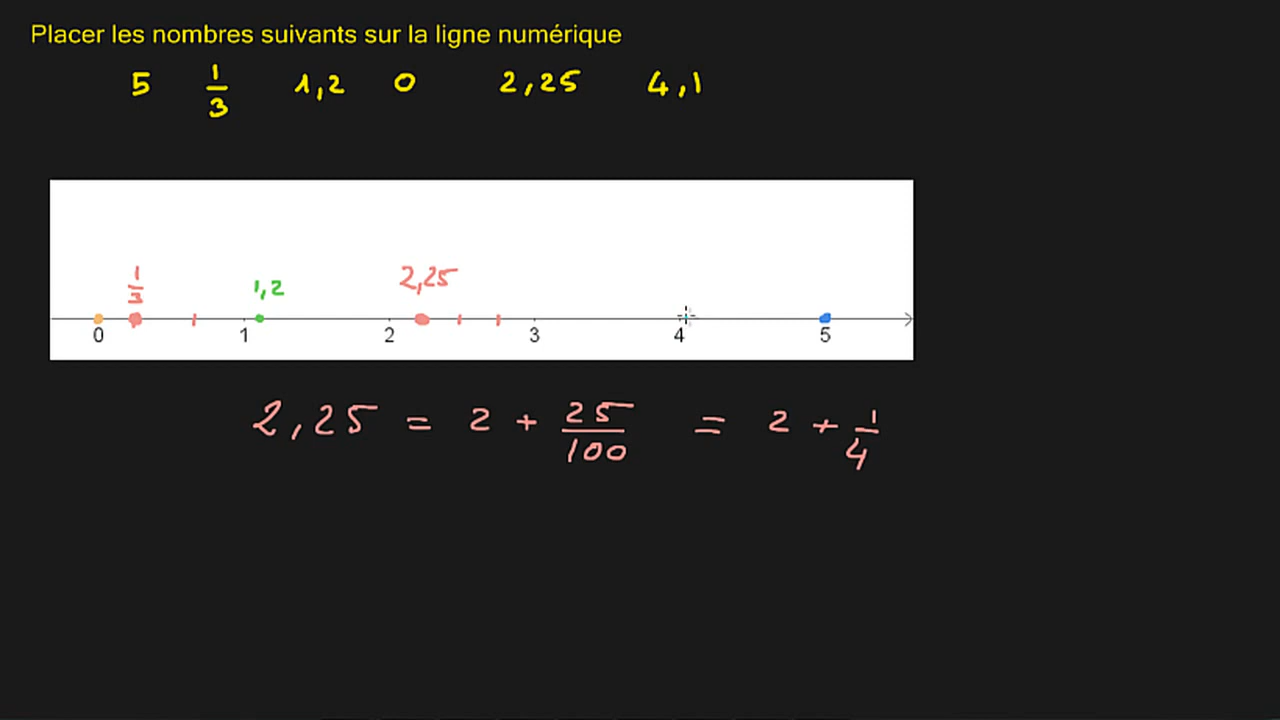 Placer les nombres suivants sur la ligne numérique
5 1/3 1,2 0 2,25 4,1
1/3 1,2 2,25
0 1 2 3 4 5
2,25 = 2 + 25/100 = 2 + 1/4